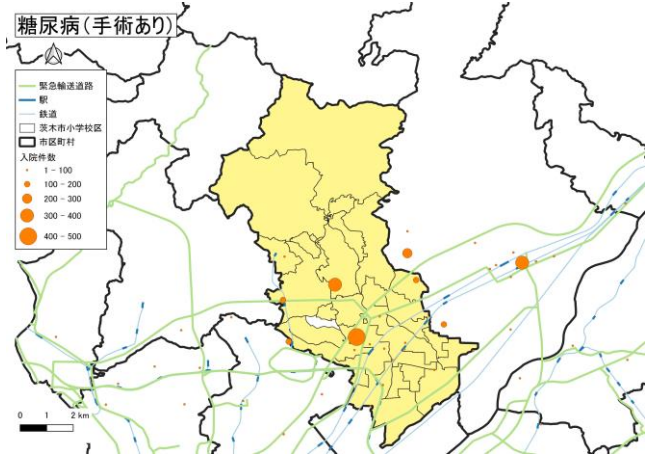 糖尿病(手術あり)
緊急輸送道路
駅
鉄道
茨木市小学校区
市区町村
入院件数
1 - 100
100 - 200
200 - 300
300 - 400
400 - 500
0 1 2 km